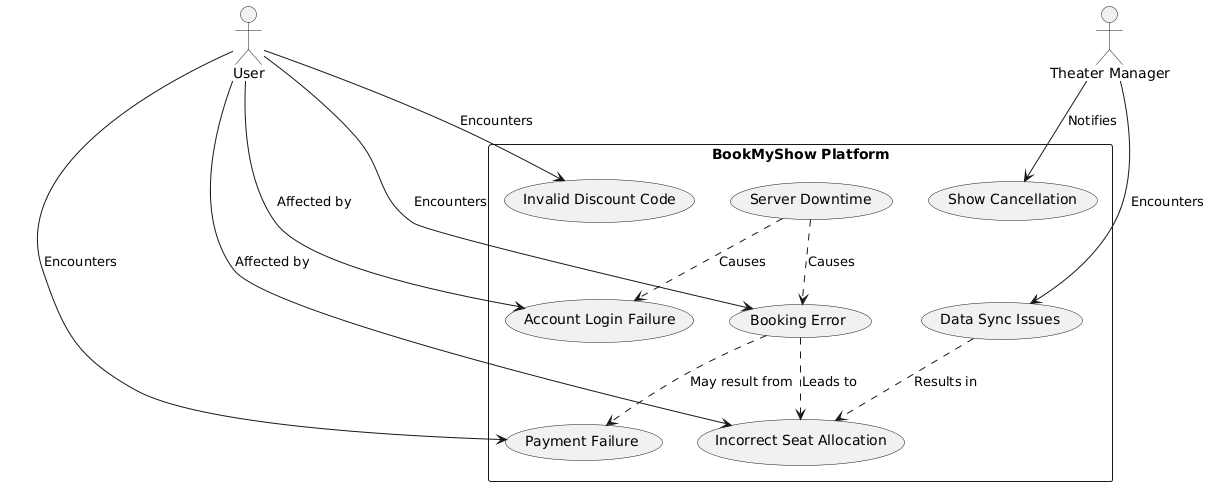 User
Theater Manager
Encounters
Notifies
BookMyShow Platform
Invalid Discount Code
Server Downtime
Show Cancellation
Affected by
Encounters
Encounters
Encounters
Affected by
Causes
Causes
Account Login Failure
Booking Error
Data Sync Issues
May result from
Leads to
Results in
Payment Failure
Incorrect Seat Allocation